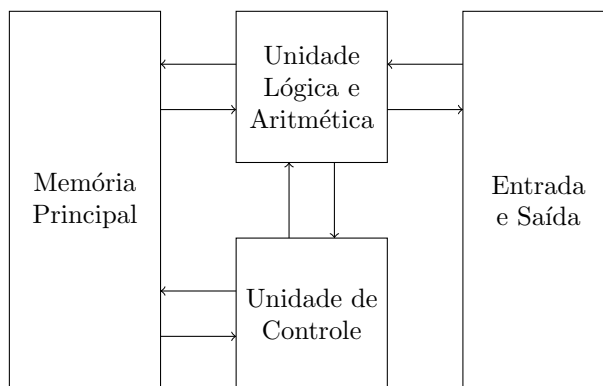 Unidade
Lógica e
Aritmética
Memória
Principal
Entrada
e Saída
Unidade de
Controle